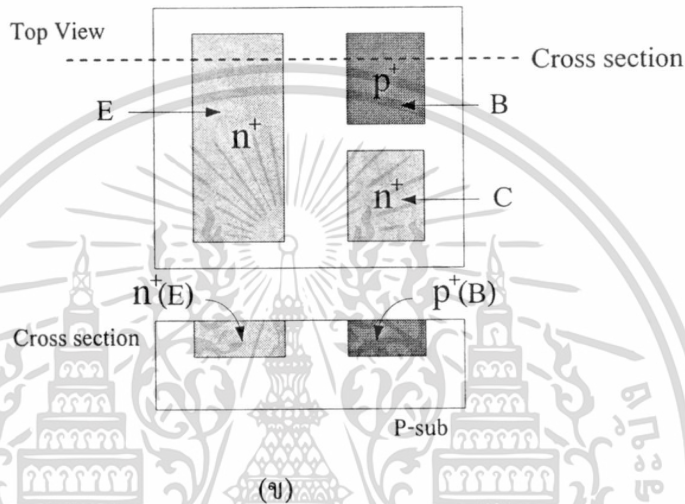 Top View
Cross section
p⁺
E
B
n⁺
n⁺
C
n⁺(E)
p⁺(B)
Cross section
P-sub
(ข)